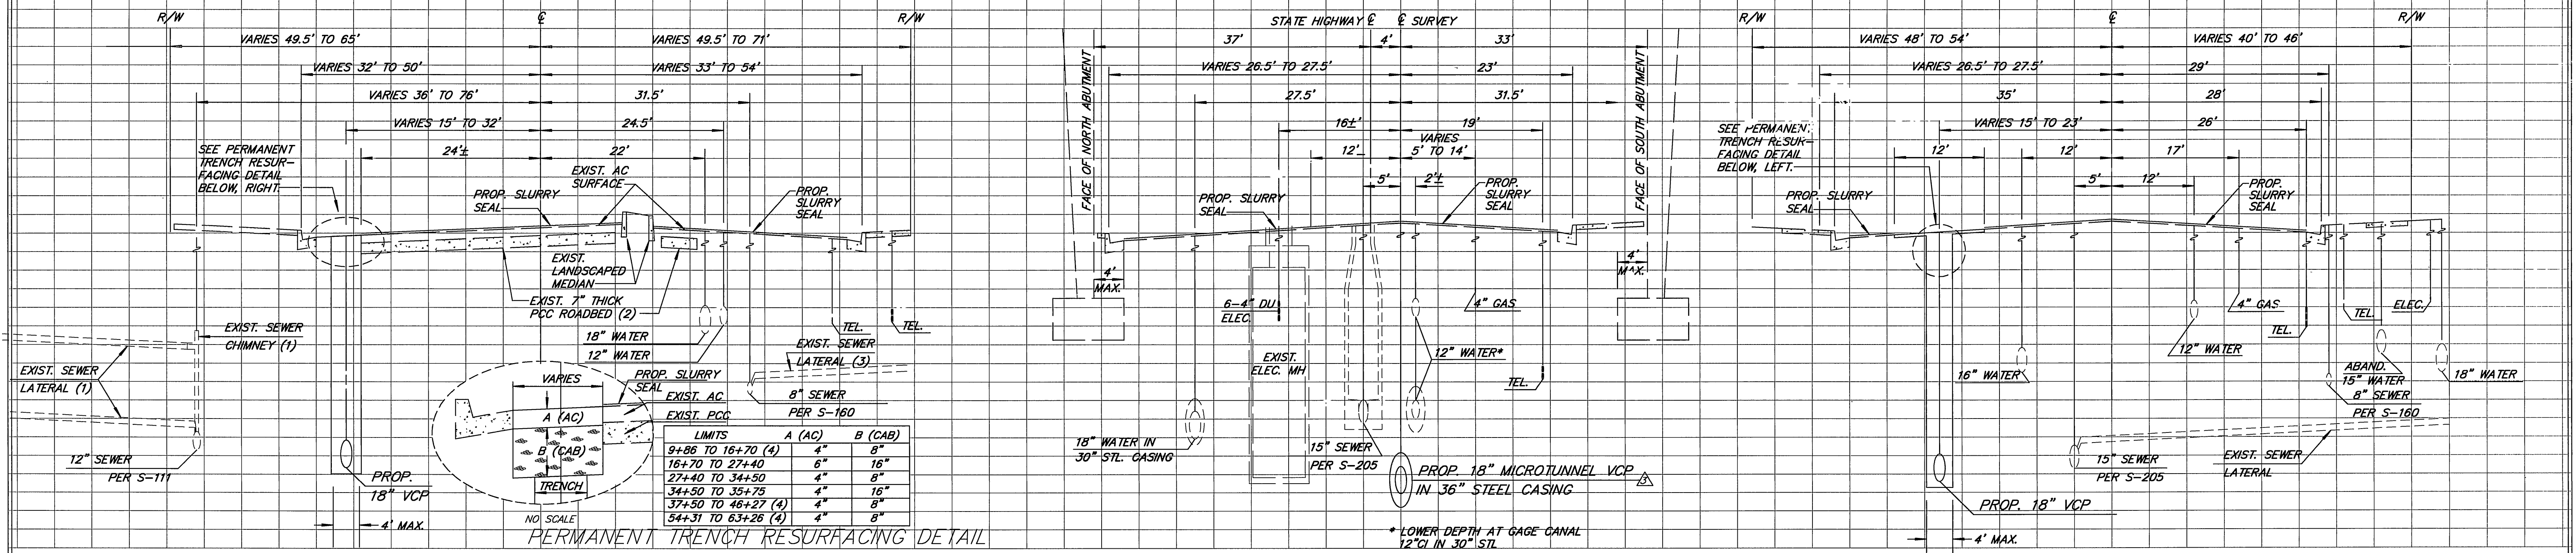 R/W
℄
R/W
VARIES 49.5' TO 65'
VARIES 49.5' TO 71'
VARIES 32' TO 50'
VARIES 33' TO 54'
VARIES 36' TO 76'
31.5'
VARIES 15' TO 32'
24.5'
24'±
22'
SEE PERMANENT
TRENCH RESUR-
FACING DETAIL
BELOW, RIGHT
PROP. SLURRY
SEAL
EXIST. AC
SURFACE
PROP.
SLURRY
SEAL
EXIST.
LANDSCAPED
MEDIAN
EXIST. 7" THICK
PCC ROADBED (2)
18" WATER
12" WATER
TEL.
TEL.
EXIST. SEWER
LATERAL (3)
8" SEWER
PER S-160
EXIST. SEWER
CHIMNEY (1)
EXIST. SEWER
LATERAL (1)
12" SEWER
PER S-111
PROP.
18" VCP
4' MAX.
VARIES
PROP. SLURRY
SEAL
EXIST. AC
EXIST. PCC
A (AC)
B (CAB)
TRENCH
NO SCALE
LIMITS A (AC) B (CAB)
9+86 TO 16+70 (4) 4" 8"
16+70 TO 27+40 6" 16"
27+40 TO 34+50 4" 8"
34+50 TO 35+75 4" 16"
37+50 TO 46+27 (4) 4" 8"
54+31 TO 63+26 (4) 4" 8"
PERMANENT TRENCH RESURFACING DETAIL
STATE HIGHWAY ℄
℄ SURVEY
37'
4'
33'
VARIES 26.5' TO 27.5'
23'
27.5'
31.5'
16±'
19'
12'
VARIES
5' TO 14'
5'
2'±
FACE OF NORTH ABUTMENT
FACE OF SOUTH ABUTMENT
PROP. SLURRY
SEAL
PROP.
SLURRY
SEAL
4'
MAX.
4'
6-4" DU
ELEC.
EXIST.
ELEC. MH
4" GAS
12" WATER*
TEL.
18" WATER IN
30" STL. CASING
15" SEWER
PER S-205
PROP. 18" MICROTUNNEL VCP
IN 36" STEEL CASING
3
* LOWER DEPTH AT GAGE CANAL
12"CI IN 30" STL
R/W
℄
R/W
VARIES 48' TO 54'
VARIES 40' TO 46'
VARIES 26.5' TO 27.5'
29'
35'
28'
VARIES 15' TO 23'
26'
12'
12'
17'
5'
12'
SEE PERMANENT
TRENCH RESUR-
FACING DETAIL
BELOW, LEFT.
PROP. SLURRY
SEAL
PROP.
SLURRY
SEAL
4" GAS
TEL.
TEL.
ELEC.
12" WATER
16" WATER
ABAND.
15" WATER
18" WATER
8" SEWER
PER S-160
15" SEWER
PER S-205
EXIST. SEWER
LATERAL
PROP. 18" VCP
4' MAX.